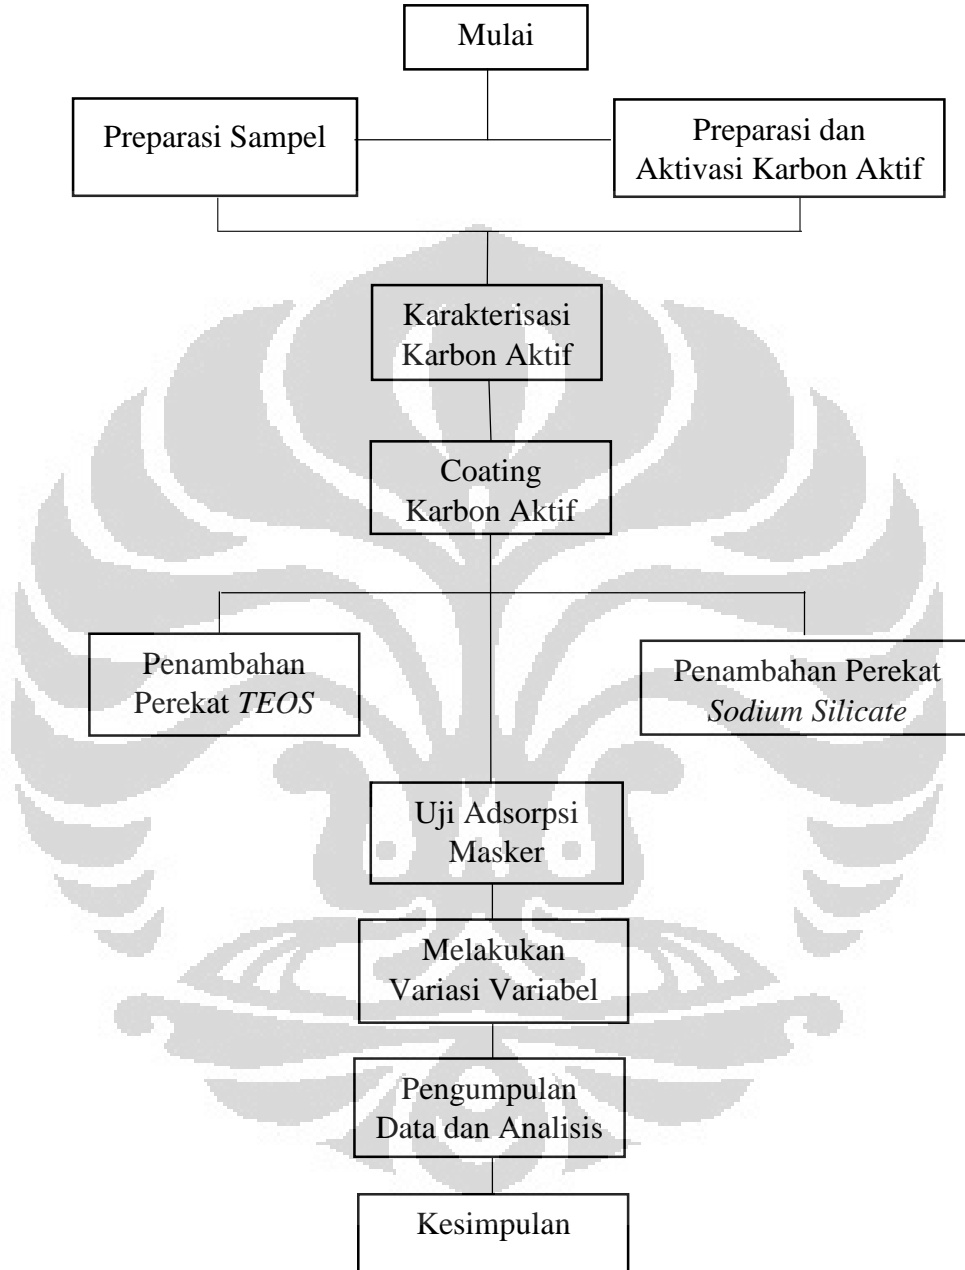 Mulai
Preparasi Sampel
Preparasi dan
Aktivasi Karbon Aktif
Karakterisasi
Karbon Aktif
Coating
Karbon Aktif
Penambahan
Perekat TEOS
Penambahan Perekat
Sodium Silicate
Uji Adsorpsi
Masker
Melakukan
Variasi Variabel
Pengumpulan
Data dan Analisis
Kesimpulan